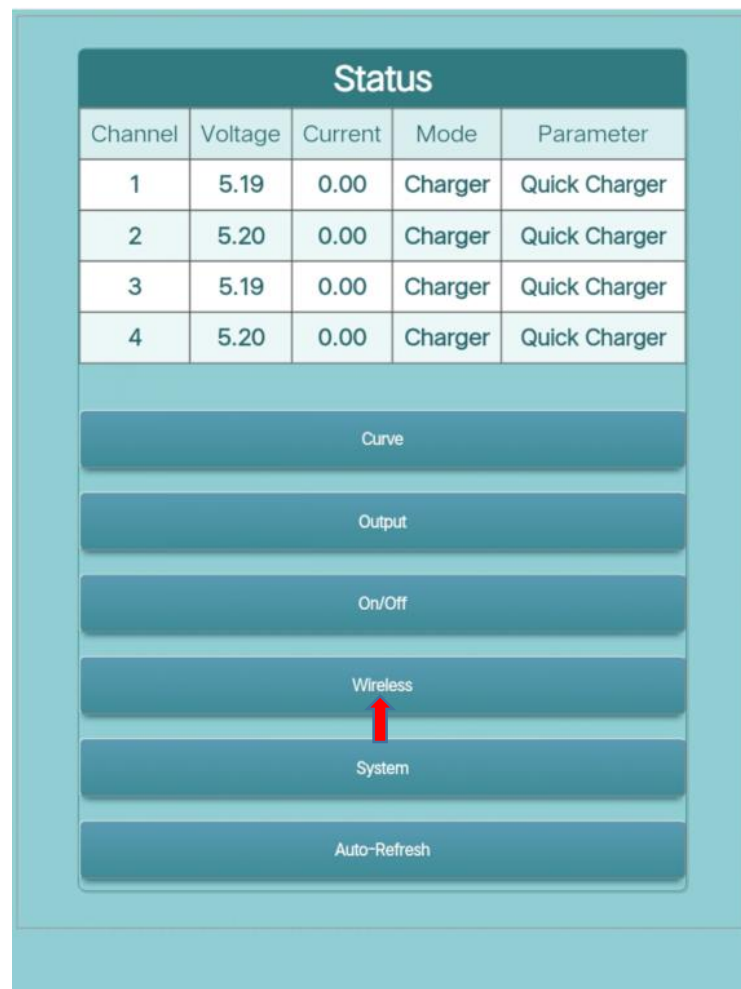 Status
Channel Voltage Current Mode Parameter
1 5.19 0.00 Charger Quick Charger
2 5.20 0.00 Charger Quick Charger
3 5.19 0.00 Charger Quick Charger
4 5.20 0.00 Charger Quick Charger
Curve
Output
On/Off
Wireless
System
Auto-Refresh